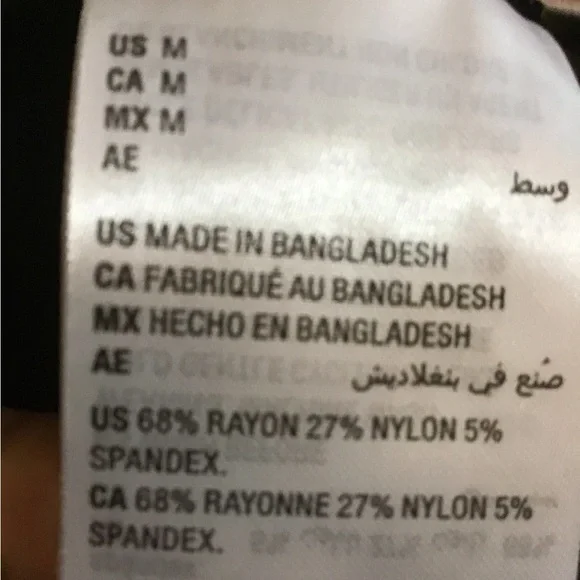 US M
CA M
MX M
AE وسط
US MADE IN BANGLADESH
CA FABRIQUÉ AU BANGLADESH
MX HECHO EN BANGLADESH
AE صُنع في بنغلاديش
US 68% RAYON 27% NYLON 5%
SPANDEX.
CA 68% RAYONNE 27% NYLON 5%
SPANDEX.